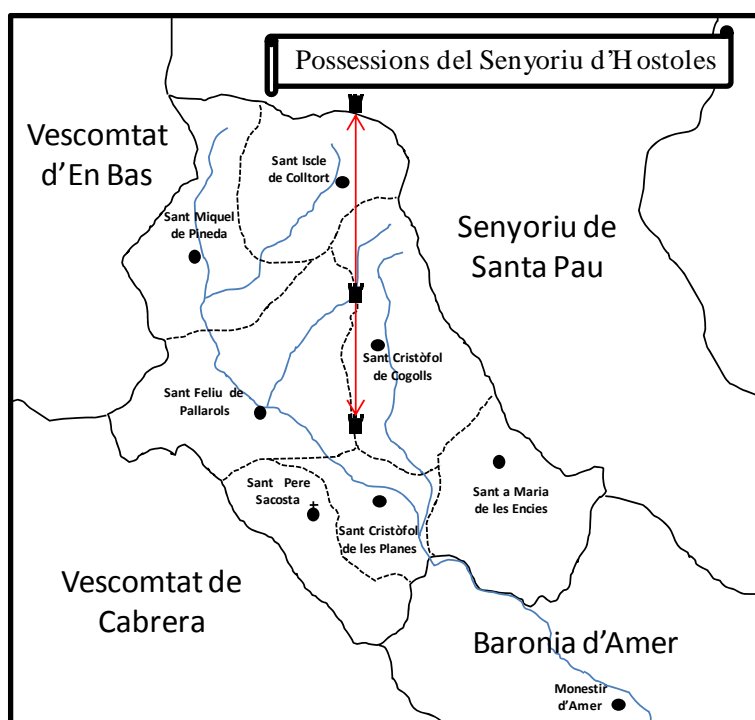 Possessions del Senyoriu d'Hostoles
Vescomtat
d'En Bas
Sant Iscle
de Colltort
Sant Miquel
de Pineda
Senyoriu de
Santa Pau
Sant Cristòfol
de Cogolls
Sant Feliu de
Pallarols
Sant Pere
Sacosta
Sant a Maria
de les Encies
Sant Cristòfol
de les Planes
Vescomtat de
Cabrera
Baronia d'Amer
Monestir
d'Amer